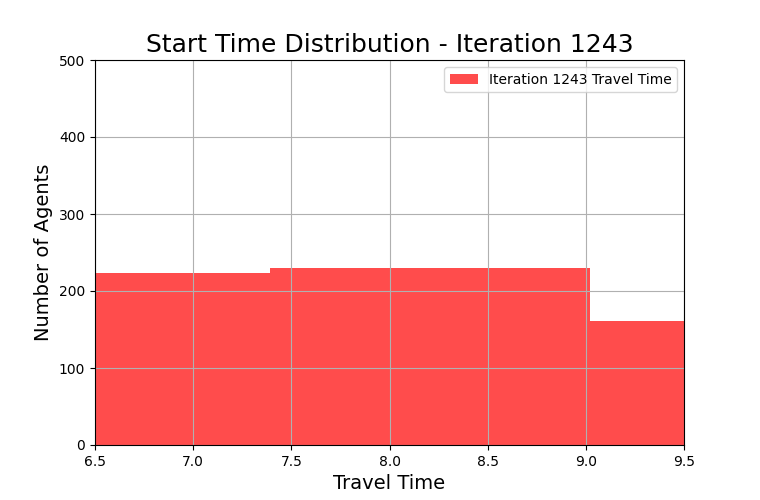 Start Time Distribution - Iteration 1243
Iteration 1243 Travel Time
Number of Agents
500
400
300
200
100
0
6.5 7.0 7.5 8.0 8.5 9.0 9.5
Travel Time